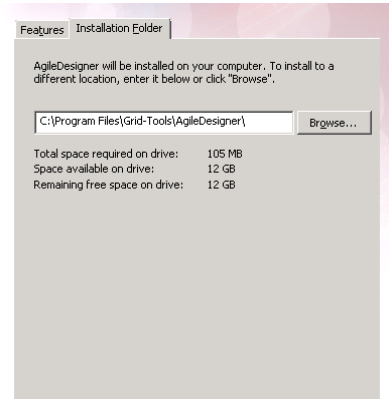 Features Installation Folder
AgileDesigner will be installed on your computer. To install to a
different location, enter it below or click "Browse".
C:\Program Files\Grid-Tools\AgileDesigner\ Browse...
Total space required on drive: 105 MB
Space available on drive: 12 GB
Remaining free space on drive: 12 GB